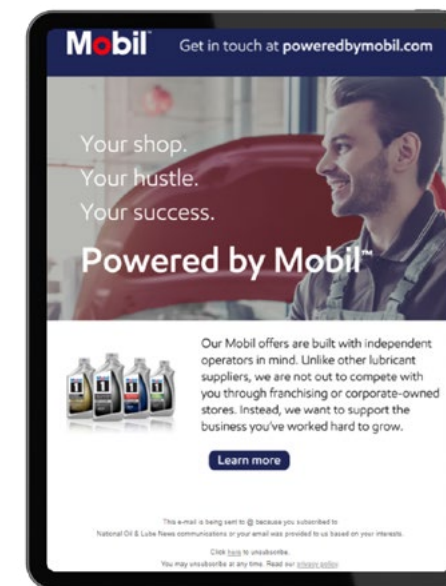 Mobil™ Get in touch at poweredbymobil.com
Your shop.
Your hustle.
Your success.
Powered by Mobil™
Our Mobil offers are built with independent
operators in mind. Unlike other lubricant
suppliers, we are not out to compete with
you through franchising or corporate-owned
stores. Instead, we want to support the
business you've worked hard to grow.
Learn more
This e-mail is being sent to @ because you subscribed to
National Oil & Lube News communications or your email was provided to us based on your interests.
Click here to unsubscribe.
You may unsubscribe at any time. Read our privacy policy